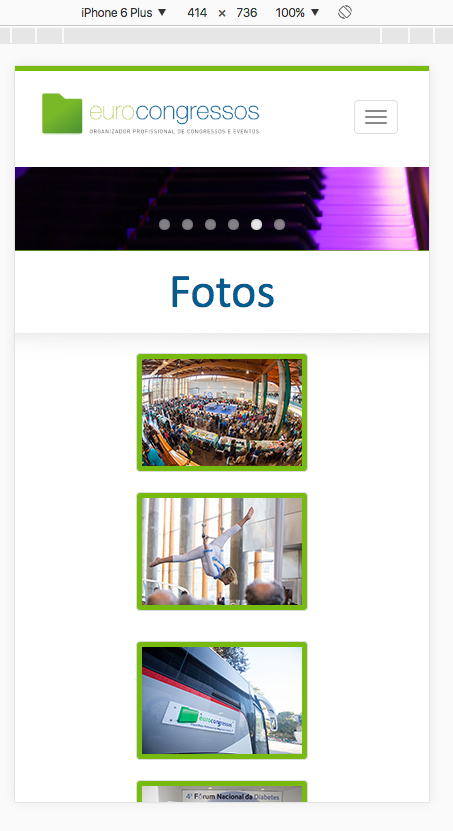 iPhone 6 Plus ▼ 414 × 736 100% ▼
eurocongressos
ORGANIZADOR PROFISSIONAL DE CONGRESSOS E EVENTOS
Fotos
eurocongressos
4º Fórum Nacional da Diabetes